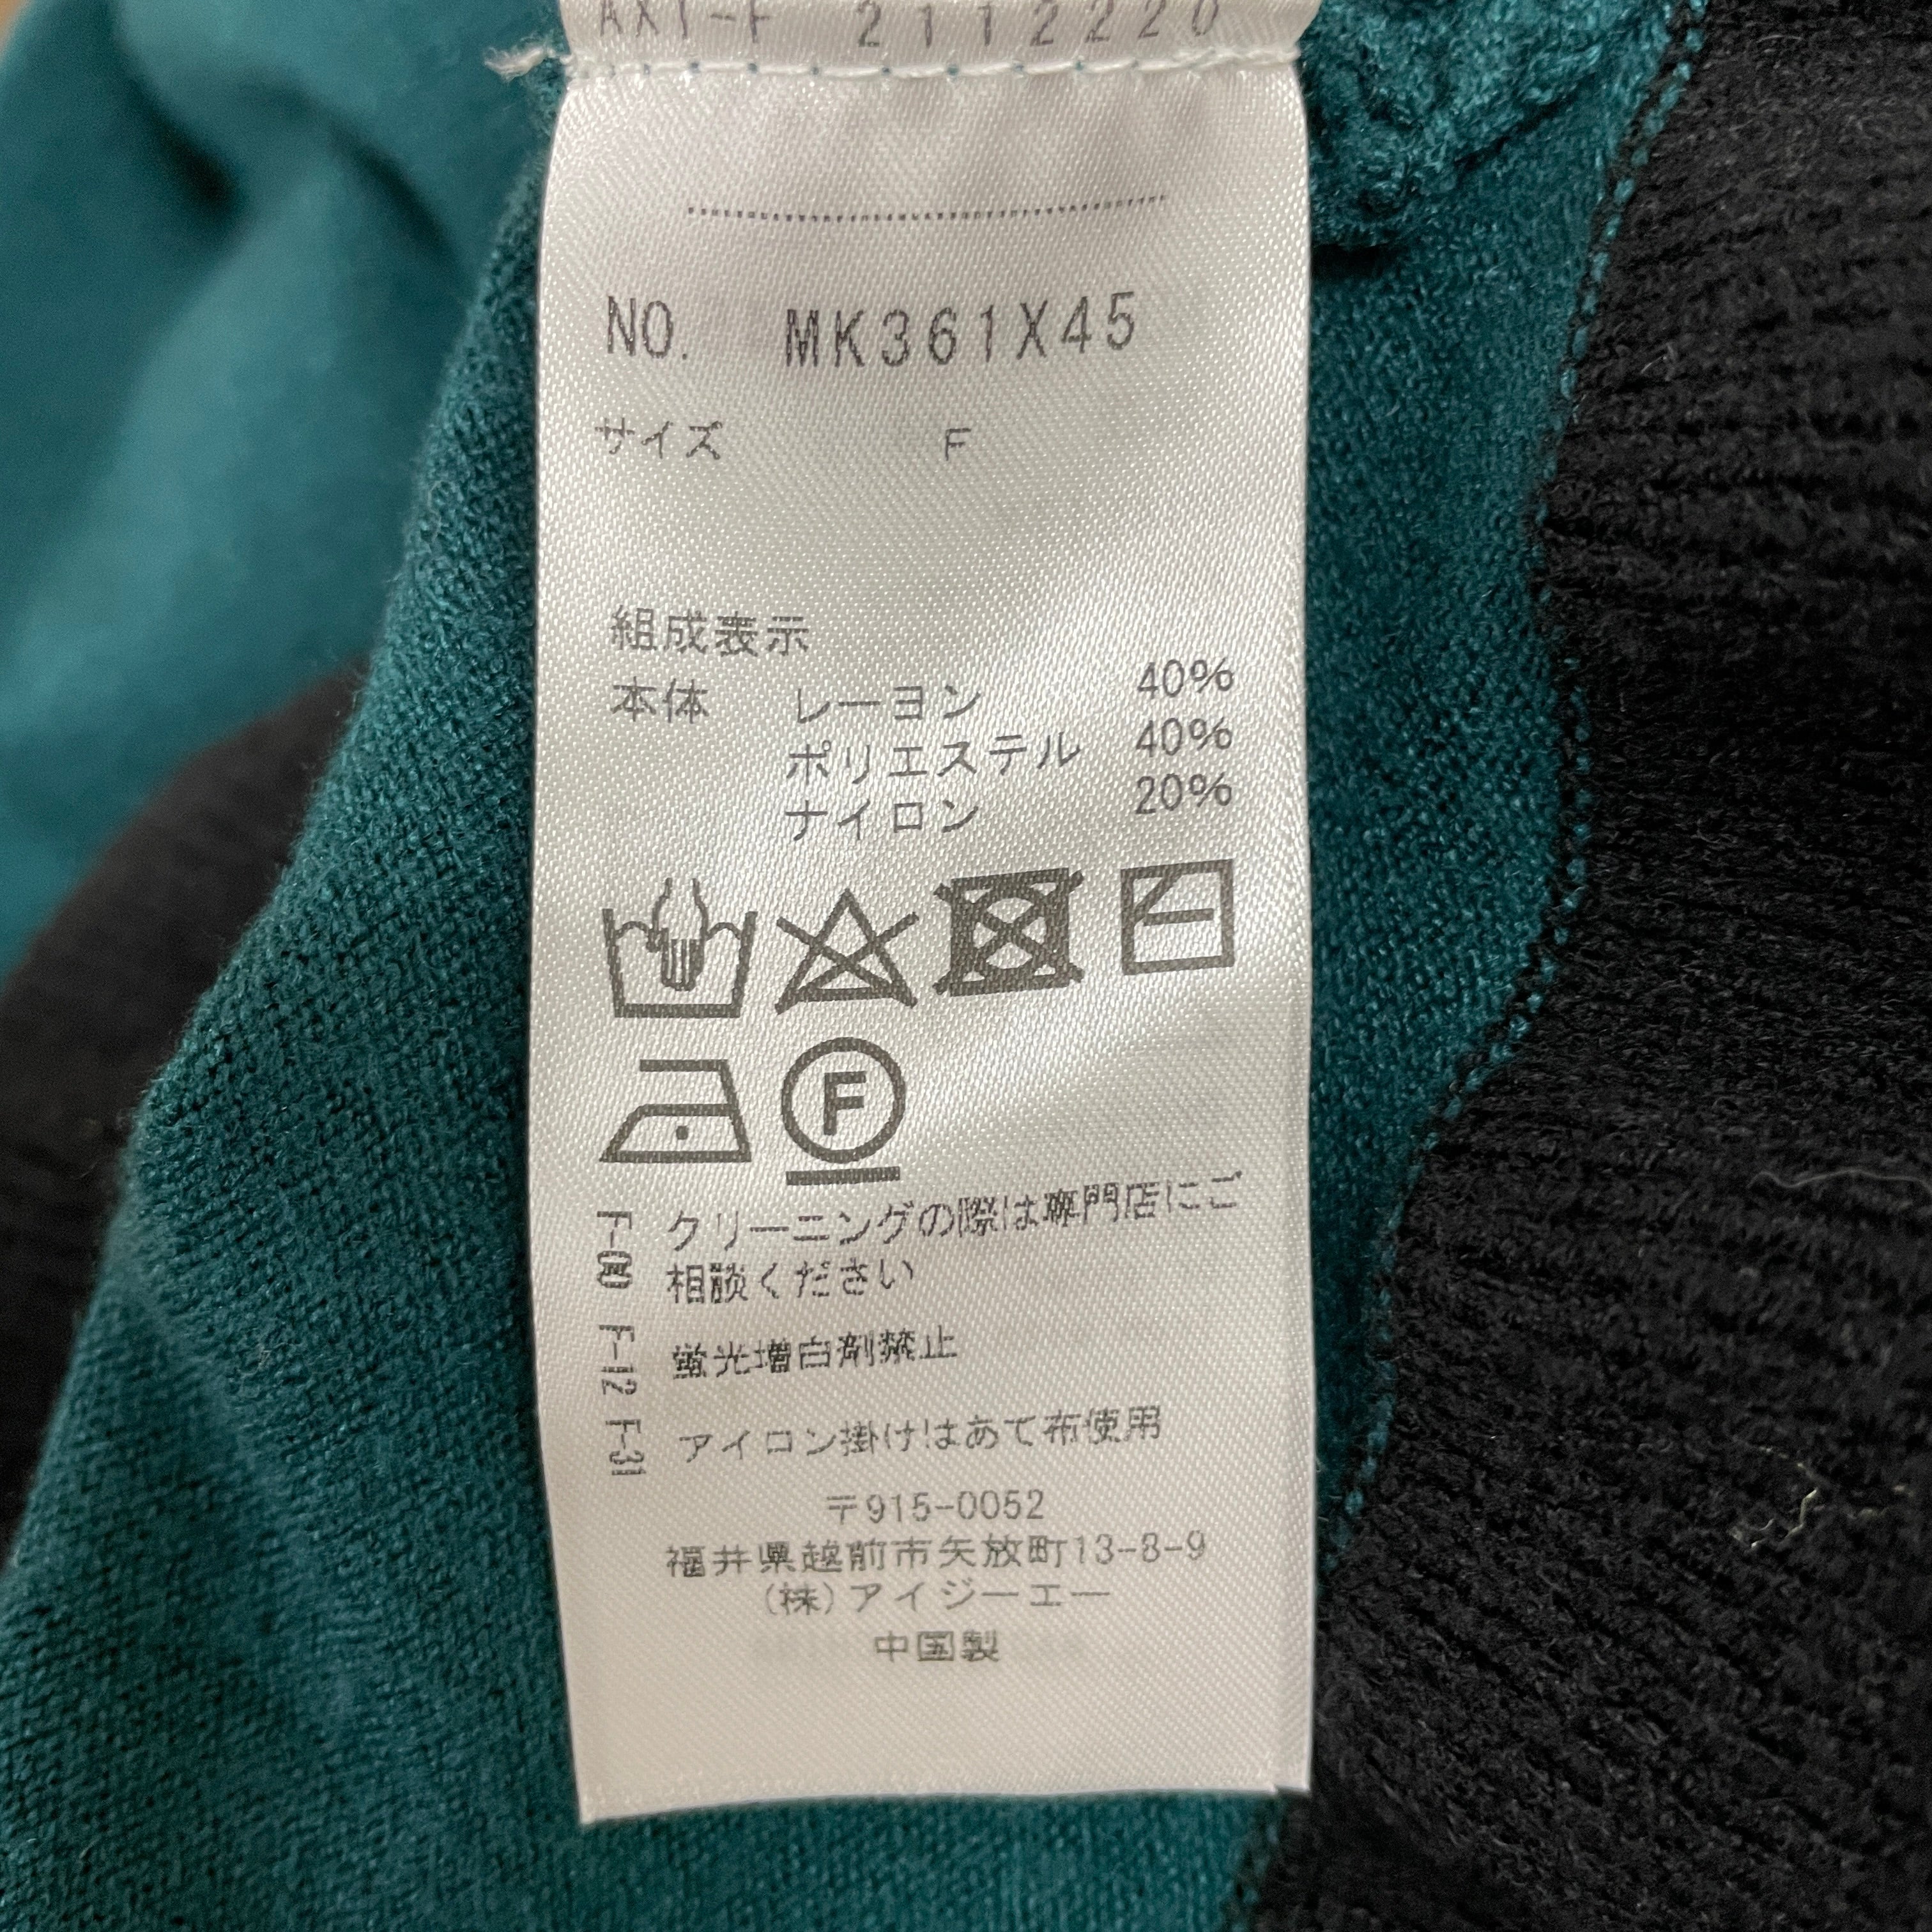 AX1-F 2112220
NO. MK361X45
サイズ F
組成表示
本体 レーヨン 40%
ポリエステル 40%
ナイロン 20%
F
F-00 クリーニングの際は専門店にご
相談ください
F-12 蛍光増白剤禁止
F-31 アイロン掛けはあて布使用
〒915-0052
福井県越前市矢放町13-8-9
(株)アイジーエー
中国製